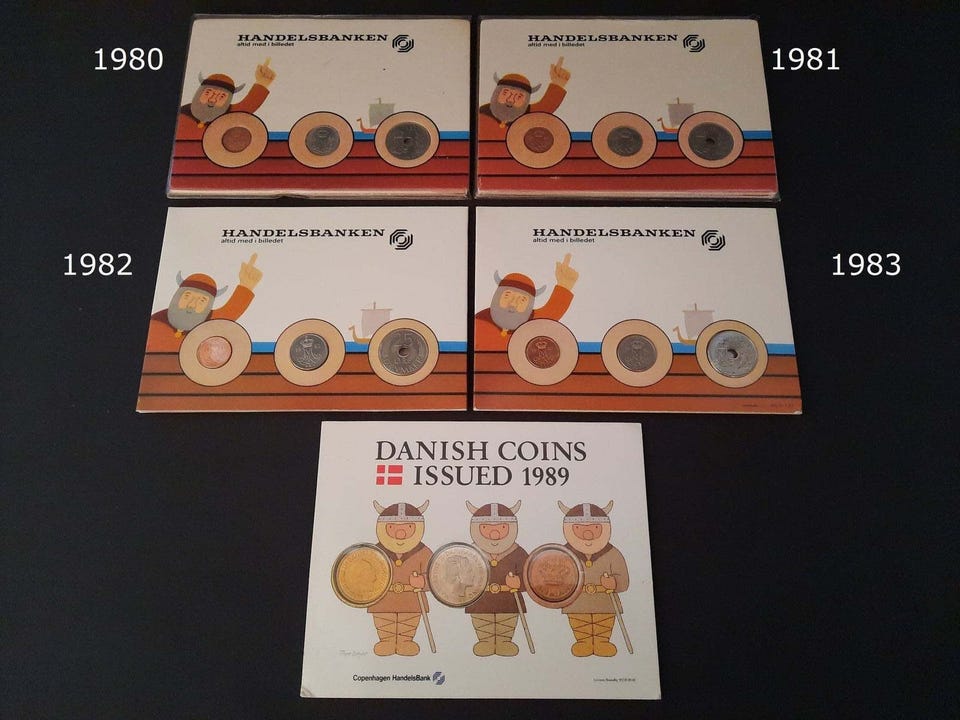 1980
HANDELSBANKEN
altid med i billedet
HANDELSBANKEN
altid med i billedet
1981
1982
HANDELSBANKEN
altid med i billedet
HANDELSBANKEN
altid med i billedet
1983
DANISH COINS
ISSUED 1989
Copenhagen HandelsBank